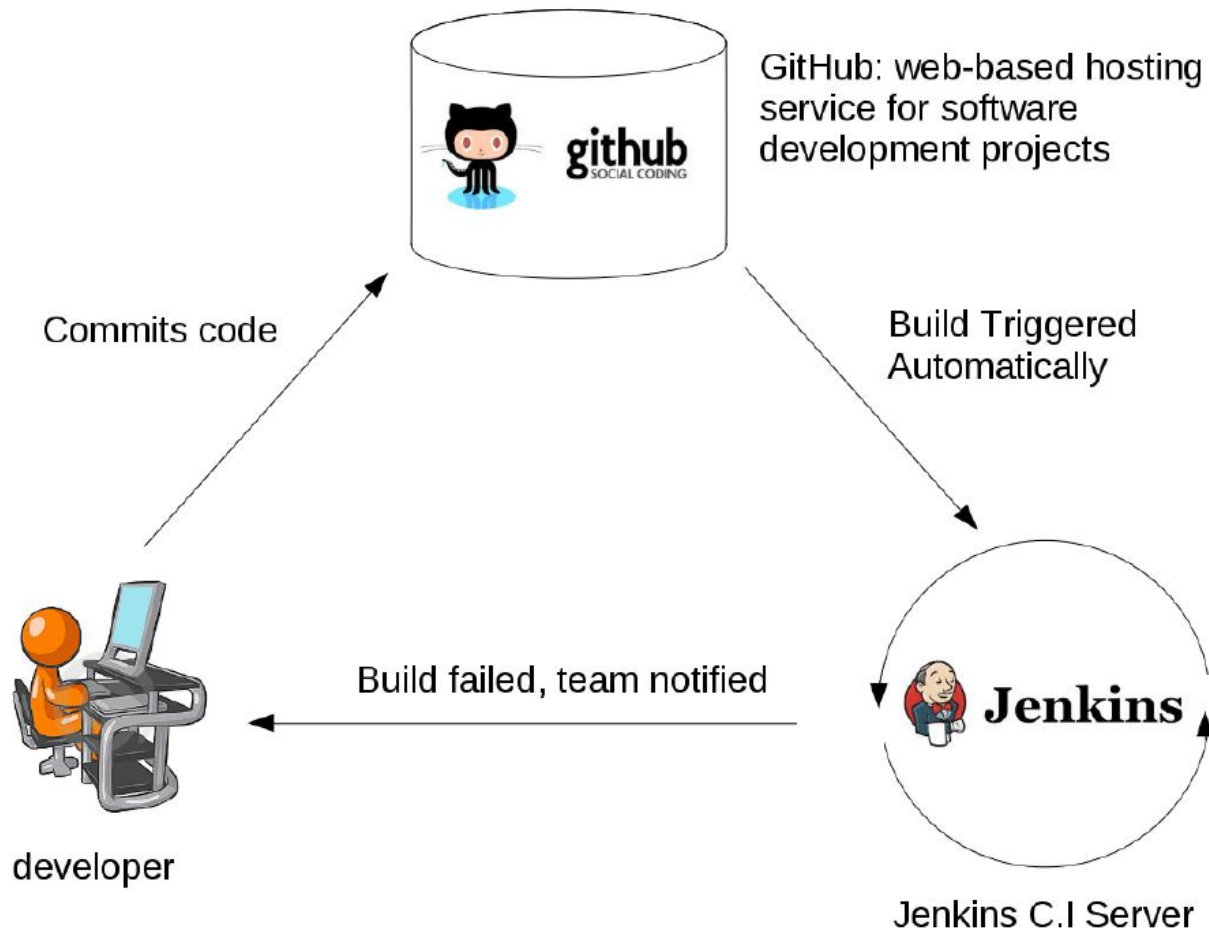 GitHub: web-based hosting
service for software
development projects
github
SOCIAL CODING
Commits code
Build Triggered
Automatically
Build failed, team notified
Jenkins
developer
Jenkins C.I Server